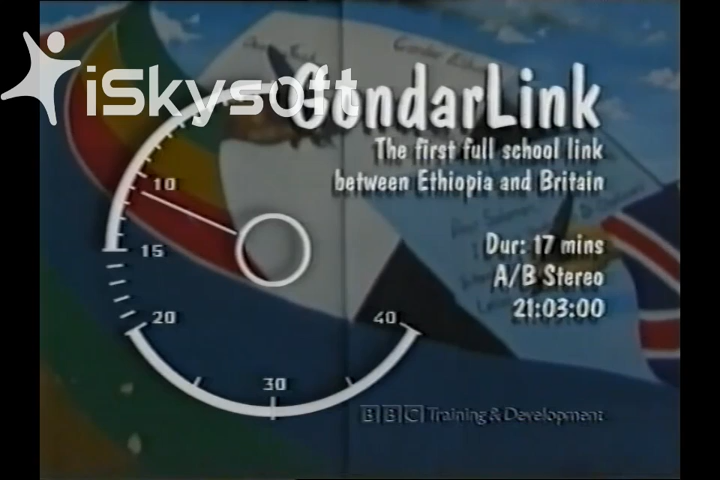 iSkysoft
GondarLink
The first full school link
between Ethiopia and Britain
10
Dur: 17 mins
15
A/B Stereo
21:03:00
20
40
30
BBC Training & Development